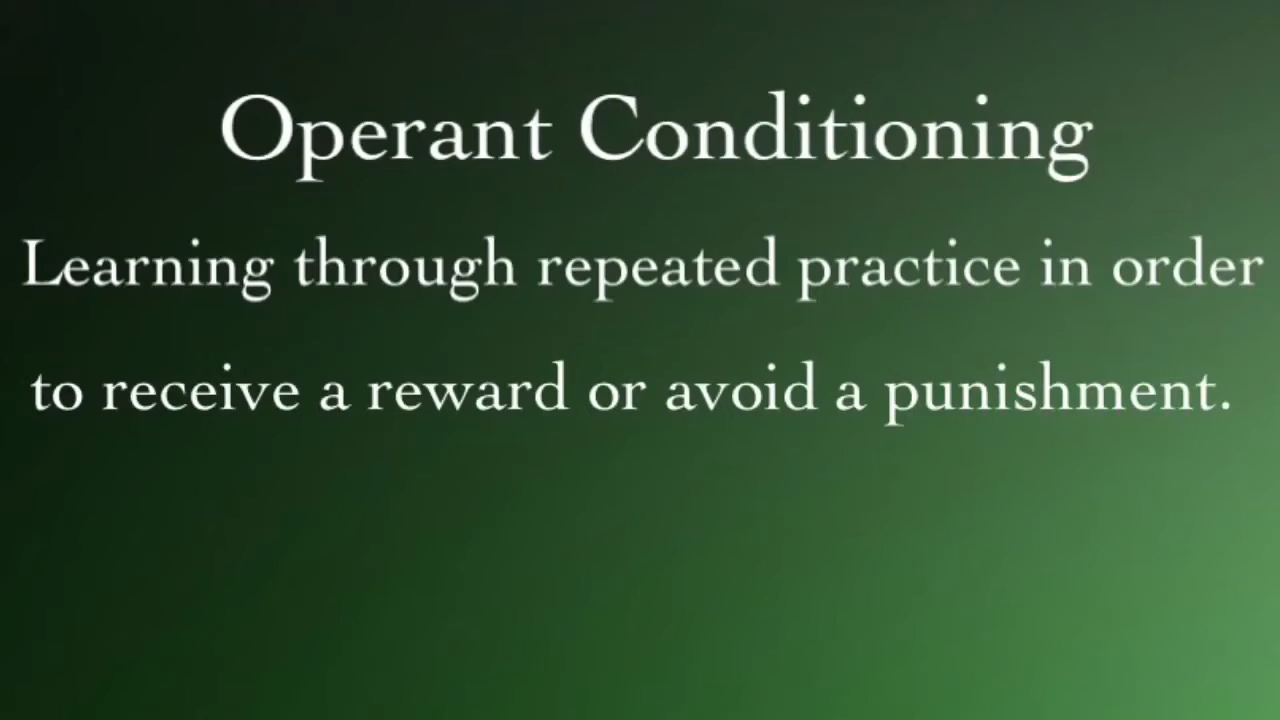 Operant Conditioning
Learning through repeated practice in order
to receive a reward or avoid a punishment.